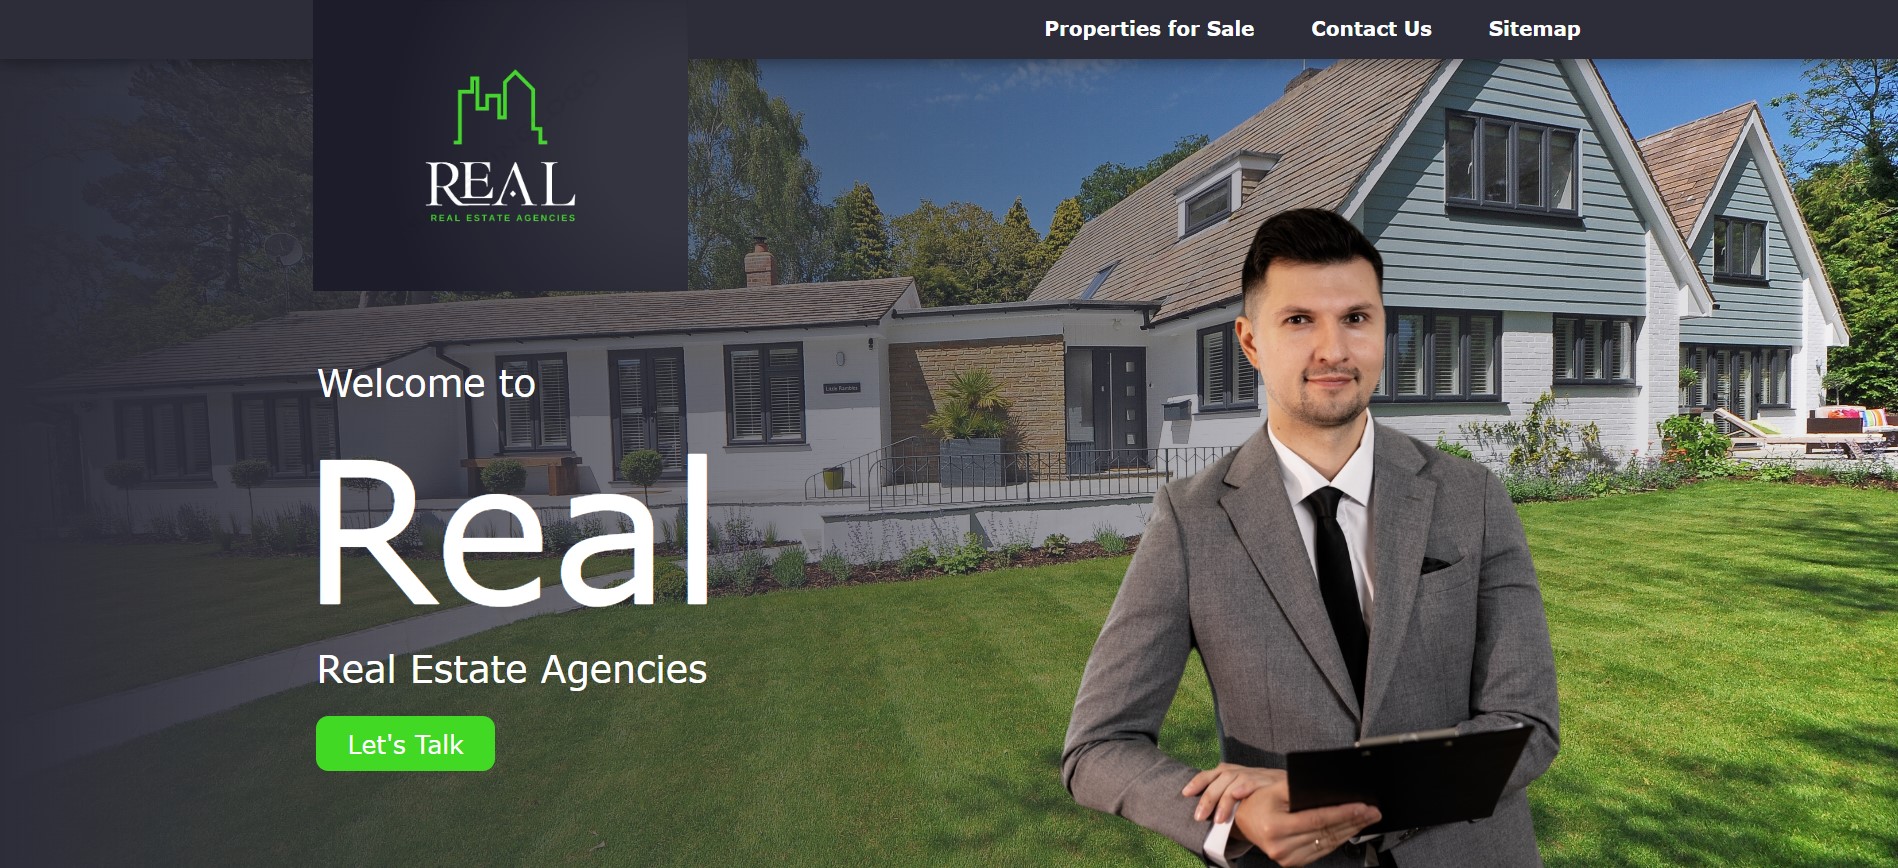 Properties for Sale
Contact Us
Sitemap
REAL
REAL ESTATE AGENCIES
Welcome to
Real
Real Estate Agencies
Let's Talk